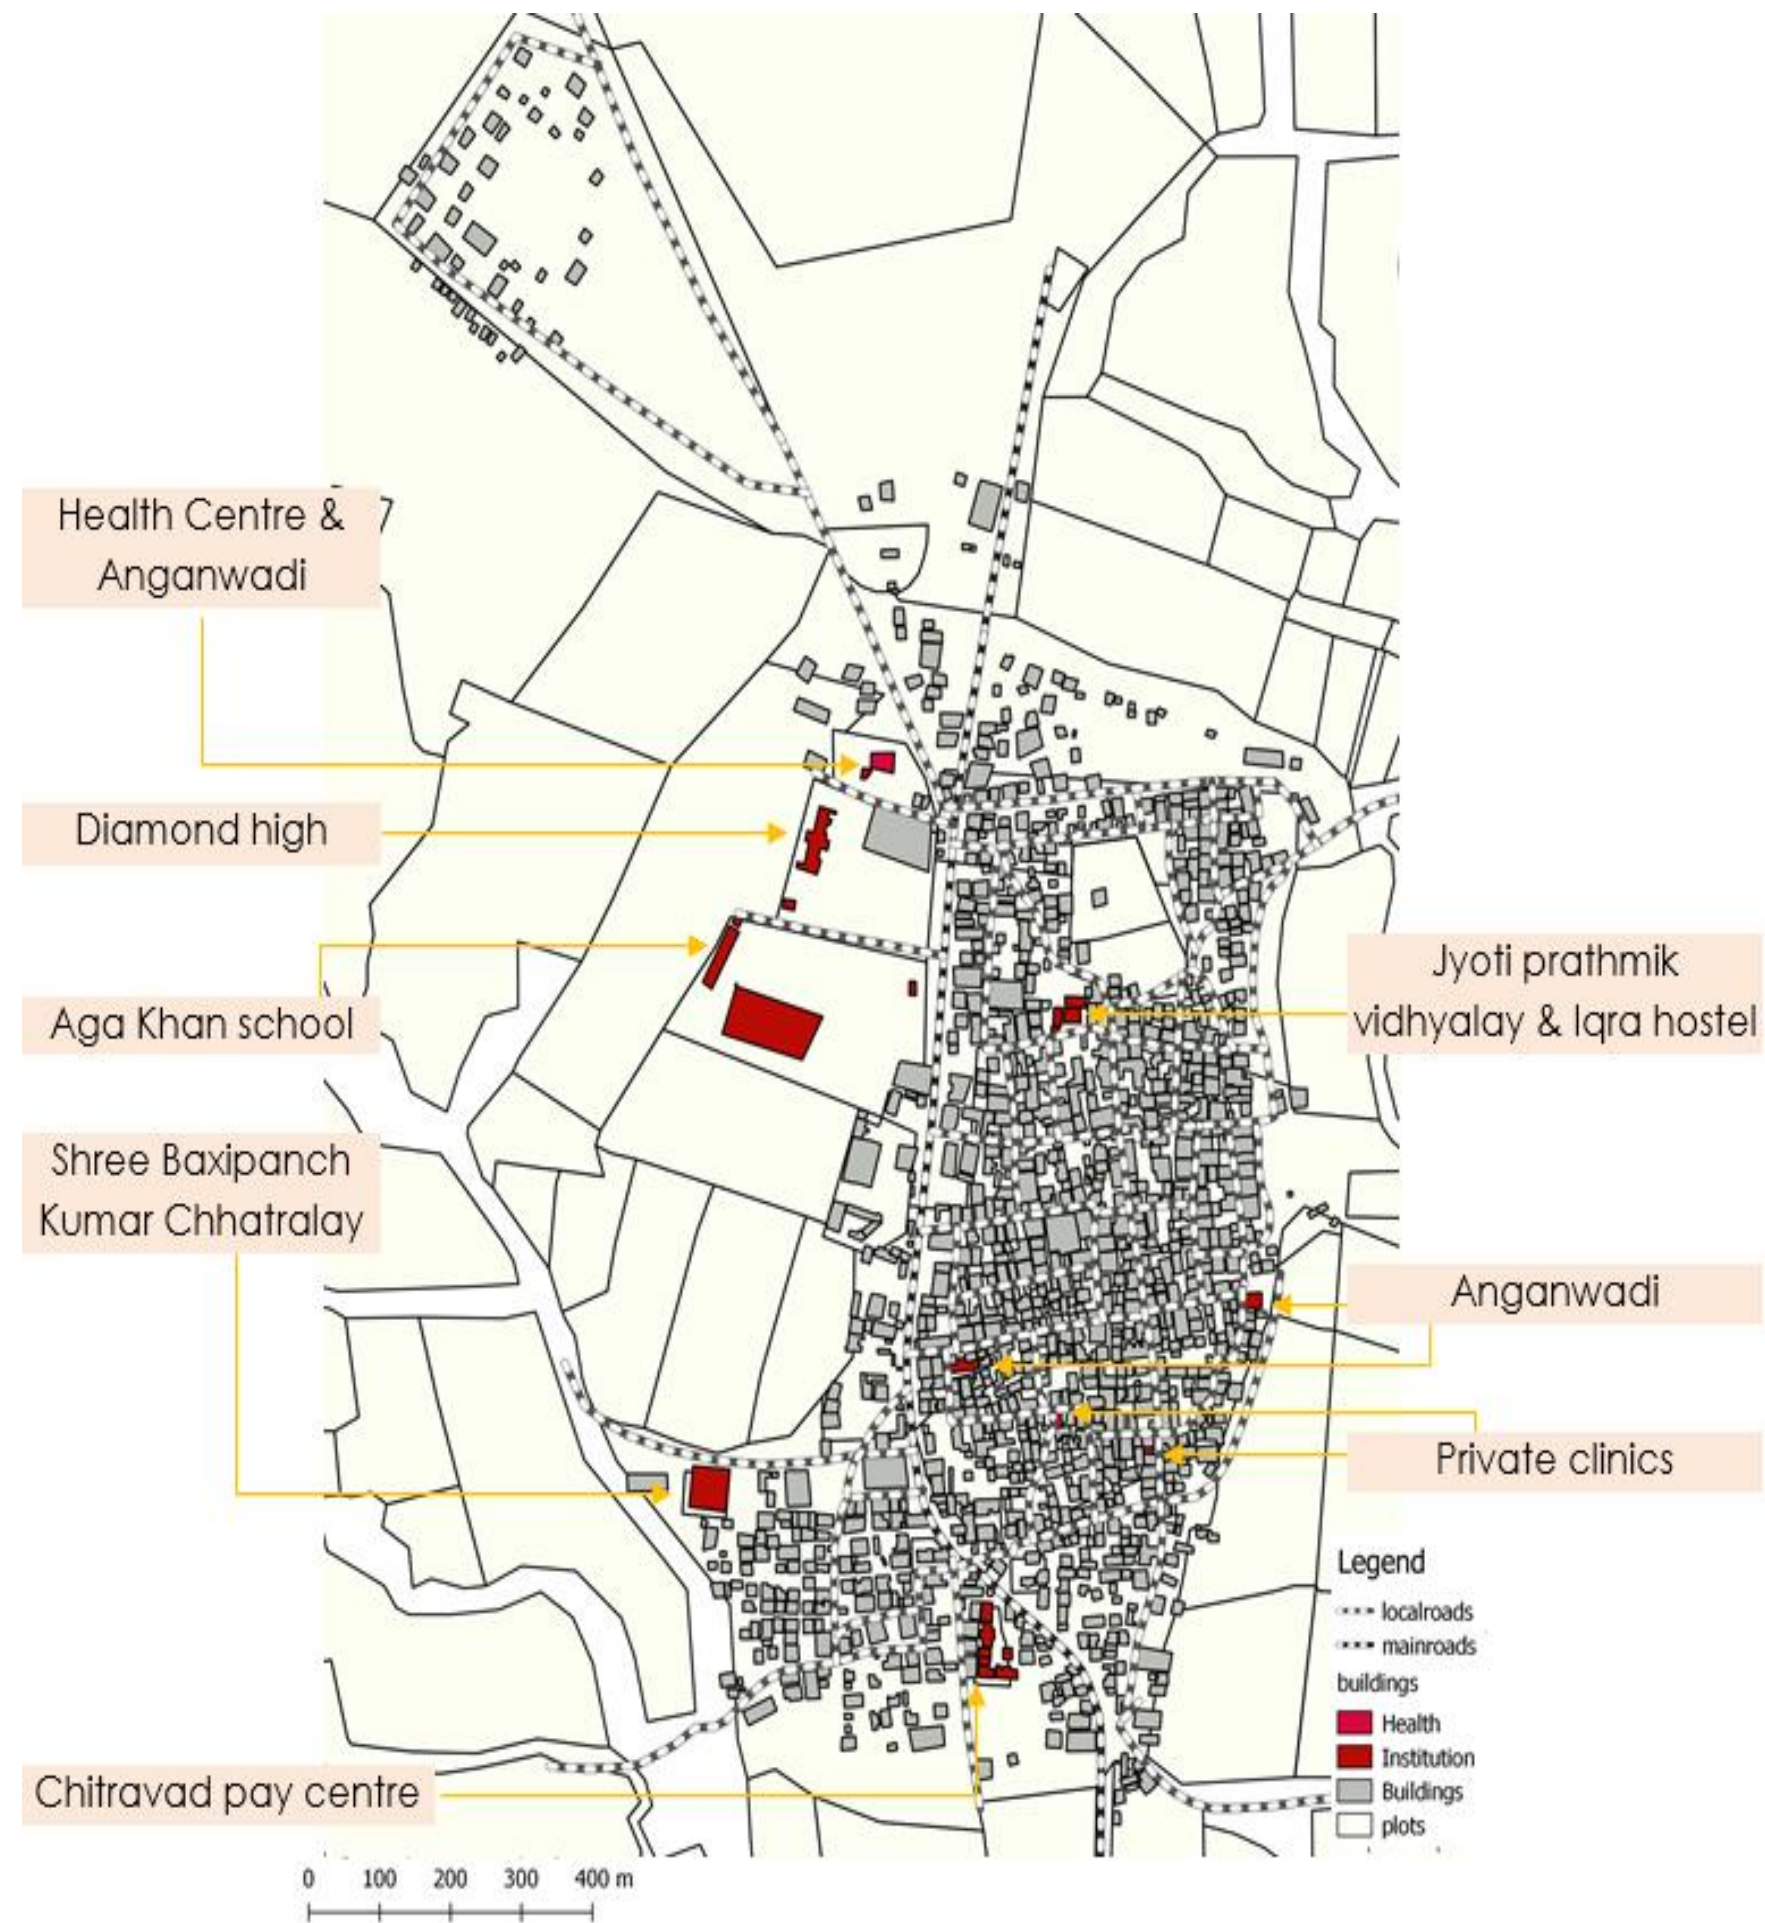 Health Centre &
Anganwadi
Diamond high
Aga Khan school
Shree Baxipanch
Kumar Chhatralay
Chitravad pay centre
Jyoti prathmik
vidhyalay & Iqra hostel
Anganwadi
Private clinics
Legend
localroads
mainroads
buildings
Health
Institution
Buildings
plots
0 100 200 300 400 m